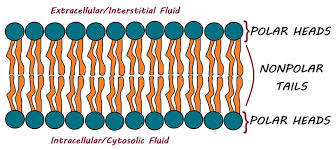 Extracellular/Interstitial Fluid
POLAR HEADS
NONPOLAR
TAILS
POLAR HEADS
Intracellular/Cytosolic Fluid